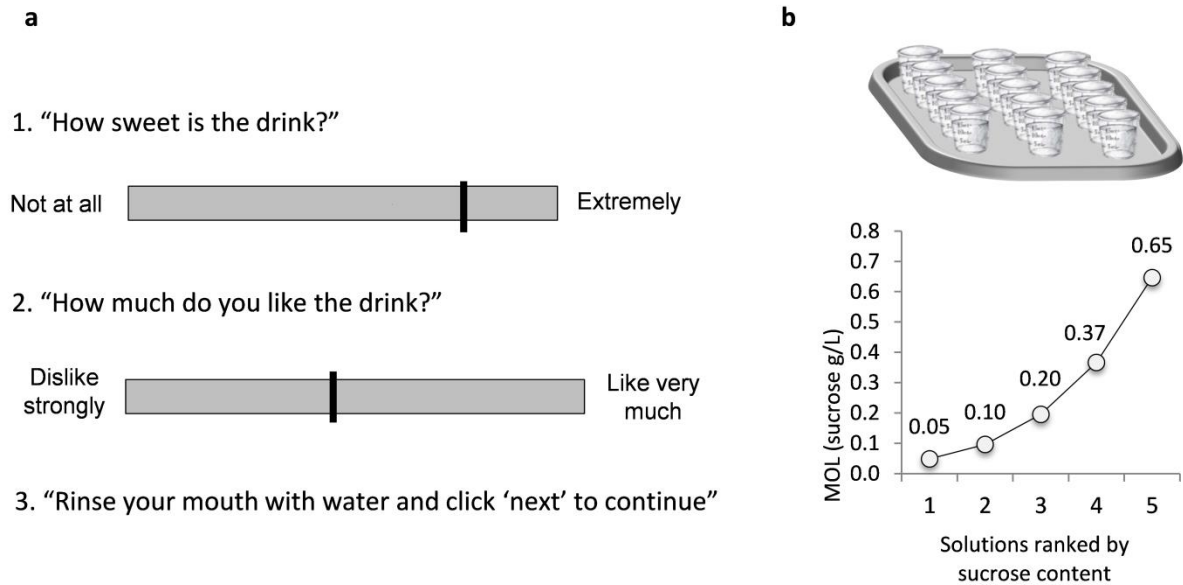 a
1. “How sweet is the drink?”
Not at all
Extremely
2. “How much do you like the drink?”
Dislike
strongly
Like very
much
3. “Rinse your mouth with water and click ‘next’ to continue”
b
MOL (sucrose g/L)
0.8
0.7
0.6
0.5
0.4
0.3
0.2
0.1
0.0
0.05
0.10
0.20
0.37
0.65
1 2 3 4 5
Solutions ranked by
sucrose content